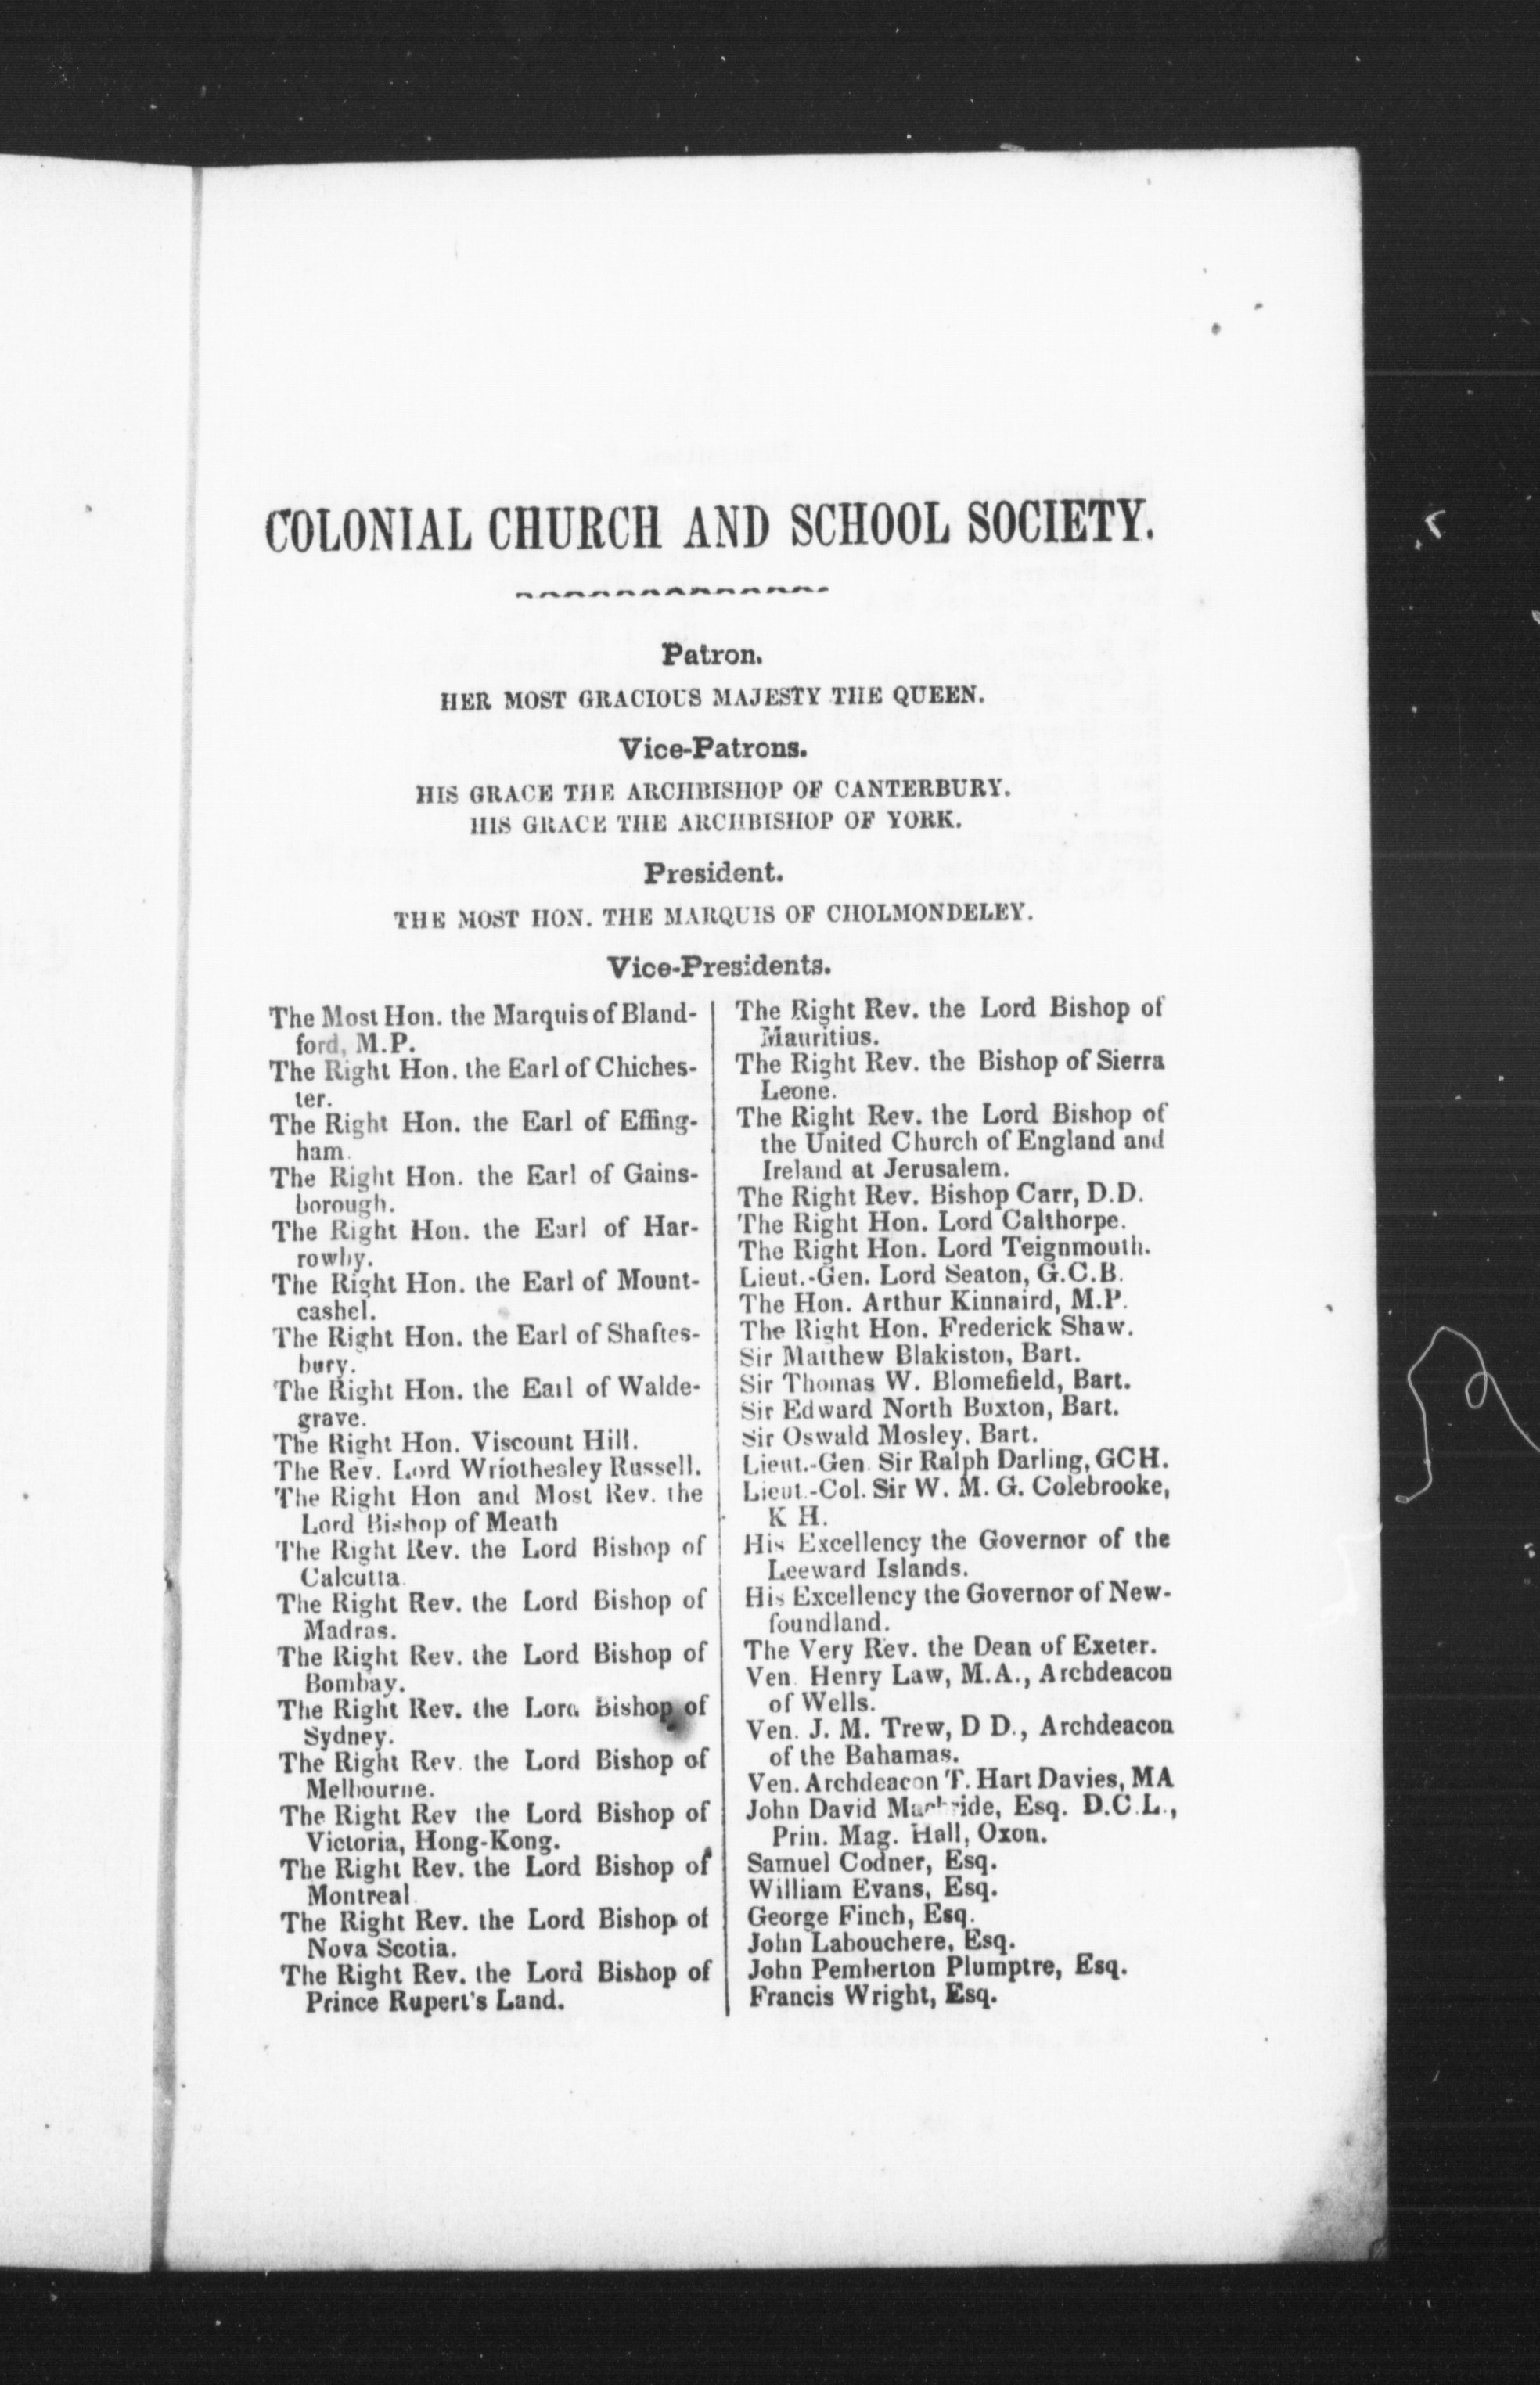 COLONIAL CHURCH AND SCHOOL SOCIETY.
Patron.
HER MOST GRACIOUS MAJESTY THE QUEEN.
Vice-Patrons.
HIS GRACE THE ARCHBISHOP OF CANTERBURY.
HIS GRACE THE ARCHBISHOP OF YORK.
President.
THE MOST HON. THE MARQUIS OF CHOLMONDELEY.
Vice-Presidents.
The Most Hon. the Marquis of Bland-
ford, M.P.
The Right Hon. the Earl of Chiches-
ter.
The Right Hon. the Earl of Effing-
ham.
The Right Hon. the Earl of Gains-
borough.
The Right Hon. the Earl of Har-
rowby.
The Right Hon. the Earl of Mount-
cashel.
The Right Hon. the Earl of Shaftes-
bury.
The Right Hon. the Earl of Walde-
grave.
The Right Hon. Viscount Hill.
The Rev. Lord Wriothesley Russell.
The Right Hon and Most Rev. the
Lord Bishop of Meath
The Right Rev. the Lord Bishop of
Calcutta.
The Right Rev. the Lord Bishop of
Madras.
The Right Rev. the Lord Bishop of
Bombay.
The Right Rev. the Lord Bishop of
Sydney.
The Right Rev. the Lord Bishop of
Melbourne.
The Right Rev the Lord Bishop of
Victoria, Hong-Kong.
The Right Rev. the Lord Bishop of
Montreal.
The Right Rev. the Lord Bishop of
Nova Scotia.
The Right Rev. the Lord Bishop of
Prince Rupert's Land.
The Right Rev. the Lord Bishop of
Mauritius.
The Right Rev. the Bishop of Sierra
Leone.
The Right Rev. the Lord Bishop of
the United Church of England and
Ireland at Jerusalem.
The Right Rev. Bishop Carr, D.D.
The Right Hon. Lord Calthorpe.
The Right Hon. Lord Teignmouth.
Lieut.-Gen. Lord Seaton, G.C.B.
The Hon. Arthur Kinnaird, M.P.
The Right Hon. Frederick Shaw.
Sir Matthew Blakiston, Bart.
Sir Thomas W. Blomefield, Bart.
Sir Edward North Buxton, Bart.
Sir Oswald Mosley, Bart.
Lieut.-Gen. Sir Ralph Darling, GCH.
Lieut.-Col. Sir W. M. G. Colebrooke,
K H.
His Excellency the Governor of the
Leeward Islands.
His Excellency the Governor of New-
foundland.
The Very Rev. the Dean of Exeter.
Ven. Henry Law, M.A., Archdeacon
of Wells.
Ven. J. M. Trew, D D., Archdeacon
of the Bahamas.
Ven. Archdeacon T. Hart Davies, MA
John David Macbride, Esq. D.C.L.,
Prin. Mag. Hall, Oxon.
Samuel Codner, Esq.
William Evans, Esq.
George Finch, Esq.
John Labouchere, Esq.
John Pemberton Plumptre, Esq.
Francis Wright, Esq.